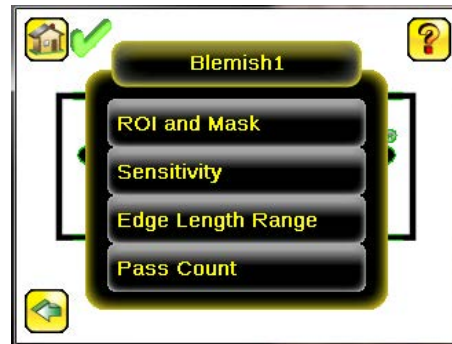 Blemish1
ROI and Mask
Sensitivity
Edge Length Range
Pass Count
?